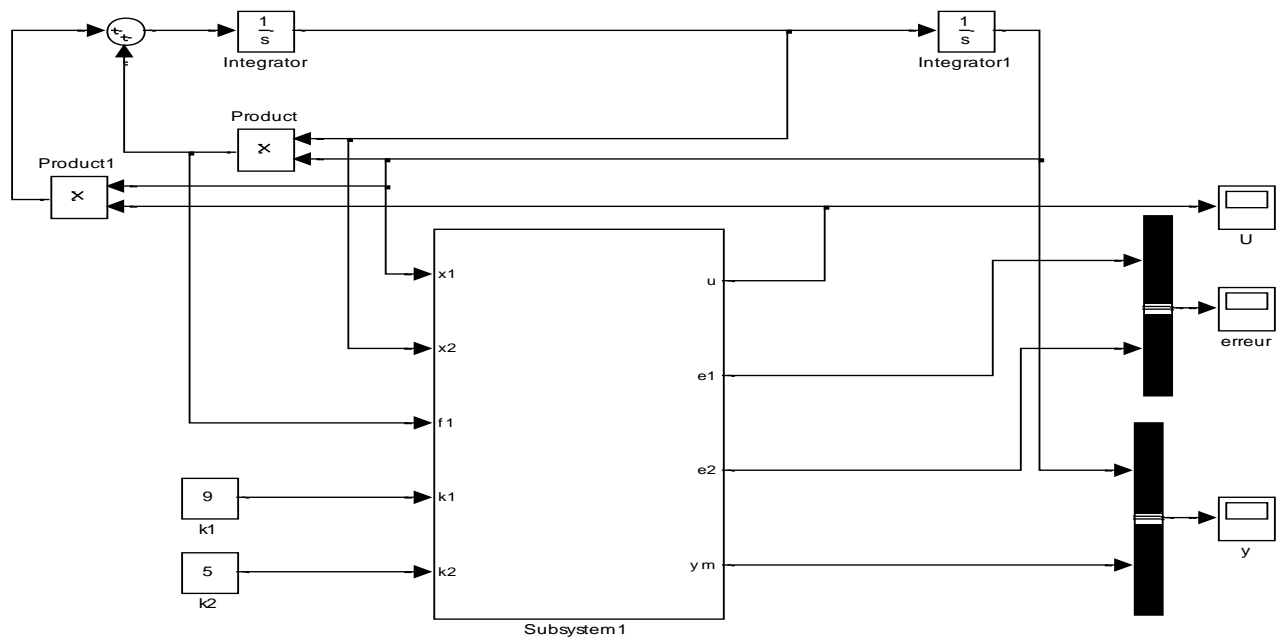 1
s
Integrator
1
s
Integrator1
Product
x
Product1
x
U
x1
u
x2
erreur
e1
f1
e2
9
k1
k1
y
5
k2
ym
k2
Subsystem1